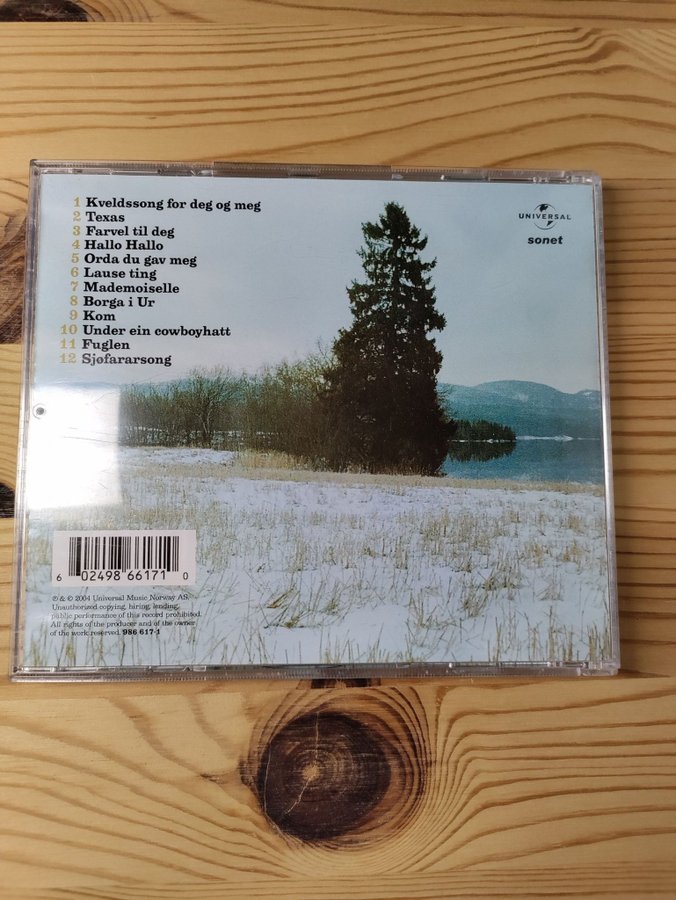 1 Kveldssong for deg og meg
2 Texas
3 Farvel til deg
4 Hallo Hallo
5 Orda du gav meg
6 Lause ting
7 Mademoiselle
8 Borga i Ur
9 Kom
10 Under ein cowboyhatt
11 Fuglen
12 Sjøfararsong
UNIVERSAL
sonet
6 02498 66171 0
℗ & © 2004 Universal Music Norway AS.
Unauthorized copying, hiring, lending,
public performance of this record prohibited.
All rights of the producer and of the owner
of the work reserved. 986 617-1